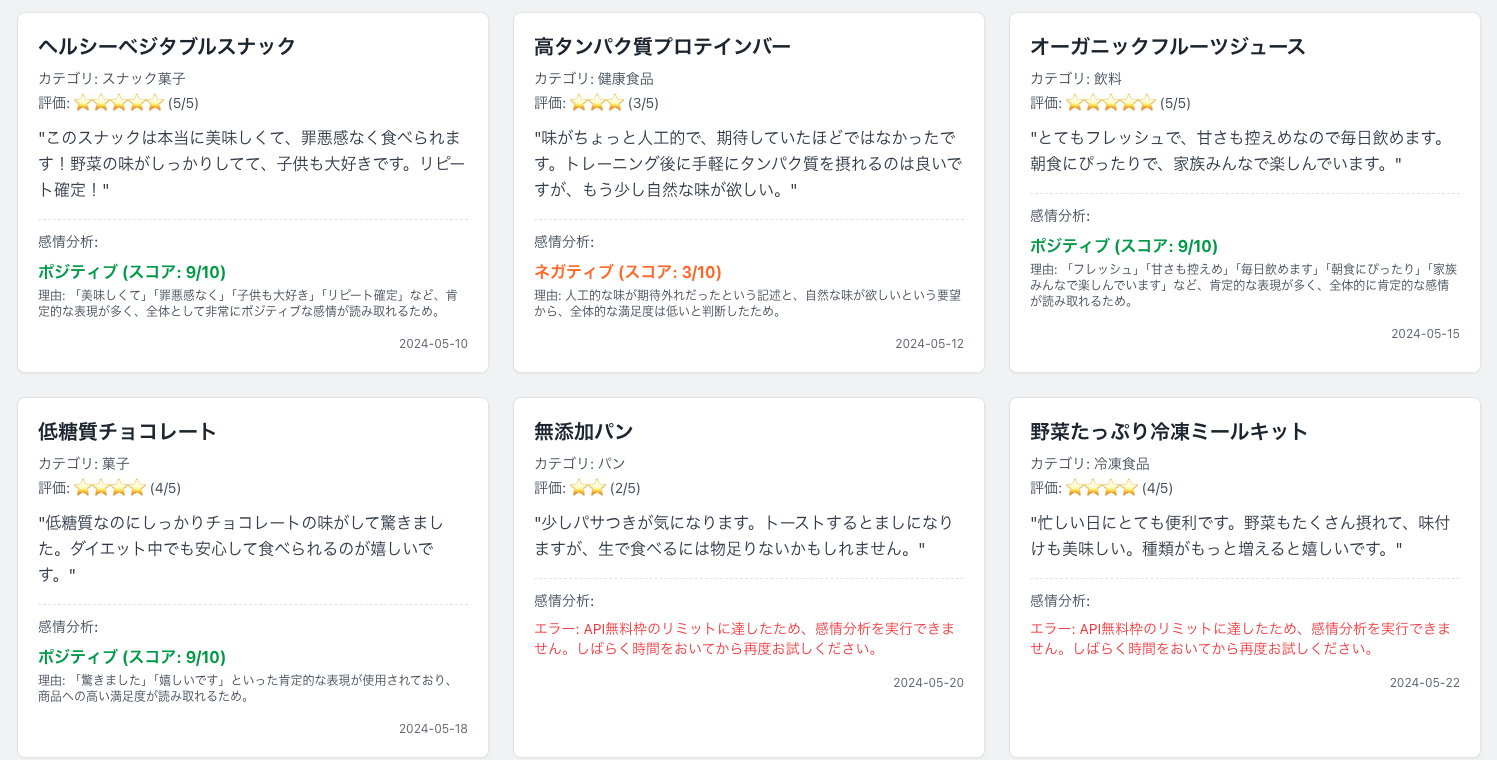 ヘルシーベジタブルスナック
カテゴリ: スナック菓子
評価: ⭐⭐⭐⭐⭐ (5/5)
"このスナックは本当に美味しくて、罪悪感なく食べられま
す！野菜の味がしっかりしてて、子供も大好きです。リピー
ト確定！"
感情分析:
ポジティブ (スコア: 9/10)
理由: 「美味しくて」「罪悪感なく」「子供も大好き」「リピート確定」など、肯
定的な表現が多く、全体として非常にポジティブな感情が読み取れるため。
2024-05-10
高タンパク質プロテインバー
カテゴリ: 健康食品
評価: ⭐⭐⭐ (3/5)
"味がちょっと人工的で、期待していたほどではなかったで
す。トレーニング後に手軽にタンパク質を摂れるのは良いで
すが、もう少し自然な味が欲しい。"
感情分析:
ネガティブ (スコア: 3/10)
理由: 人工的な味が期待外れだったという記述と、自然な味が欲しいという要望
から、全体的な満足度は低いと判断したため。
2024-05-12
オーガニックフルーツジュース
カテゴリ: 飲料
評価: ⭐⭐⭐⭐⭐ (5/5)
"とてもフレッシュで、甘さも控えめなので毎日飲めます。
朝食にぴったりで、家族みんなで楽しんでいます。"
感情分析:
ポジティブ (スコア: 9/10)
理由: 「フレッシュ」「甘さも控えめ」「毎日飲めます」「朝食にぴったり」「家族
みんなで楽しんでいます」など、肯定的な表現が多く、全体的に肯定的な感情
が読み取れるため。
2024-05-15
低糖質チョコレート
カテゴリ: 菓子
評価: ⭐⭐⭐⭐ (4/5)
"低糖質なのにしっかりチョコレートの味がして驚きまし
た。ダイエット中でも安心して食べられるのが嬉しいで
す。"
感情分析:
ポジティブ (スコア: 9/10)
理由: 「驚きました」「嬉しいです」といった肯定的な表現が使用されており、
商品への高い満足度が読み取れるため。
2024-05-18
無添加パン
カテゴリ: パン
評価: ⭐⭐ (2/5)
"少しパサつきが気になります。トーストするとましになり
ますが、生で食べるには物足りないかもしれません。"
感情分析:
エラー: API無料枠のリミットに達したため、感情分析を実行できま
せん。しばらく時間をおいてから再度お試しください。
2024-05-20
野菜たっぷり冷凍ミールキット
カテゴリ: 冷凍食品
評価: ⭐⭐⭐⭐ (4/5)
"忙しい日にとても便利です。野菜もたくさん摂れて、味付
けも美味しい。種類がもっと増えると嬉しいです。"
感情分析:
エラー: API無料枠のリミットに達したため、感情分析を実行できま
せん。しばらく時間をおいてから再度お試しください。
2024-05-22